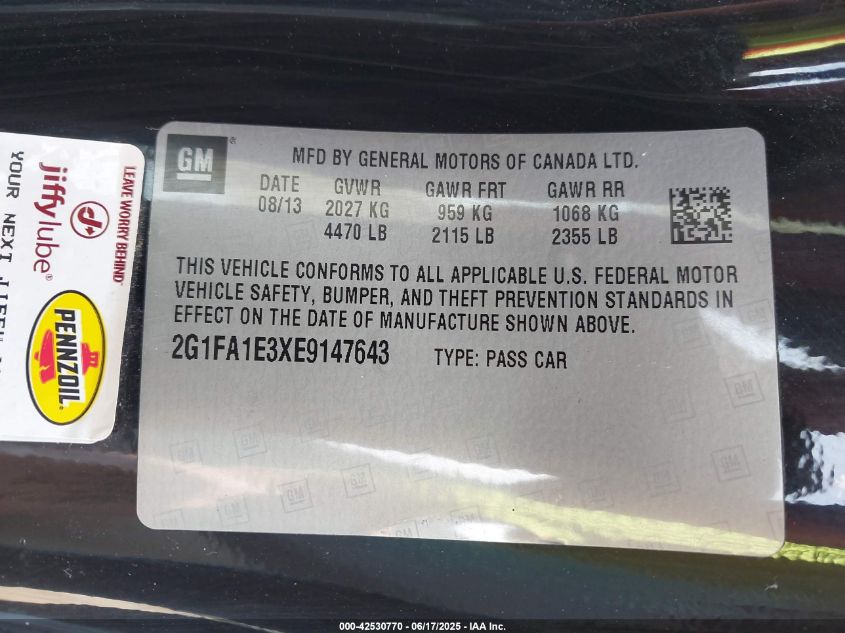 GM
MFD BY GENERAL MOTORS OF CANADA LTD.
DATE GVWR GAWR FRT GAWR RR
08/13 2027 KG 959 KG 1068 KG
4470 LB 2115 LB 2355 LB
THIS VEHICLE CONFORMS TO ALL APPLICABLE U.S. FEDERAL MOTOR
VEHICLE SAFETY, BUMPER, AND THEFT PREVENTION STANDARDS IN
EFFECT ON THE DATE OF MANUFACTURE SHOWN ABOVE.
2G1FA1E3XE9147643 TYPE: PASS CAR
LEAVE WORRY BEHIND
jiffylube®
PENNZOIL
YOUR NEXT
000-42530770 - 06/17/2025 - IAA Inc.